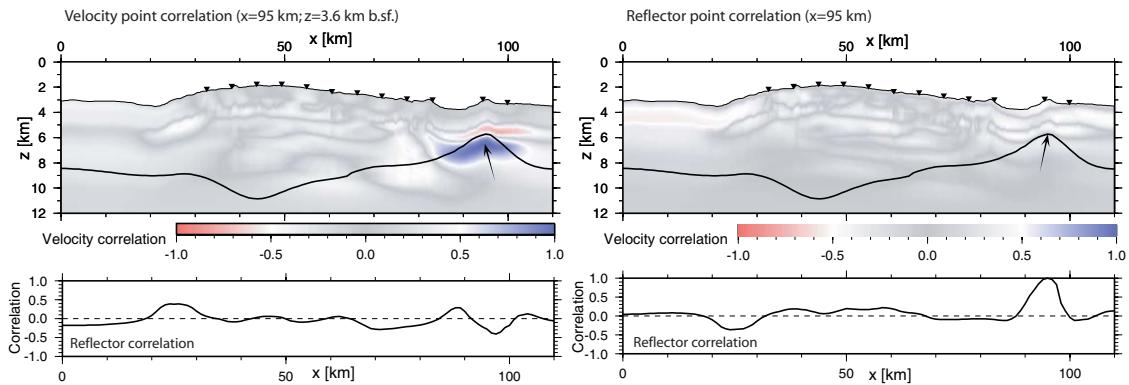 Velocity point correlation (x=95 km; z=3.6 km b.sf.)
x [km]
0 50 100
0
2
4
6
8
10
12
z [km]
Velocity correlation
-1.0 -0.5 0.0 0.5 1.0
1.0
0.5
0.0
-0.5
-1.0
Correlation
Reflector correlation
0 50 100
x [km]
Reflector point correlation (x=95 km)
x [km]
0 50 100
0
2
4
6
8
10
12
z [km]
Velocity correlation
-1.0 -0.5 0.0 0.5 1.0
1.0
0.5
0.0
-0.5
-1.0
Correlation
Reflector correlation
0 50 100
x [km]